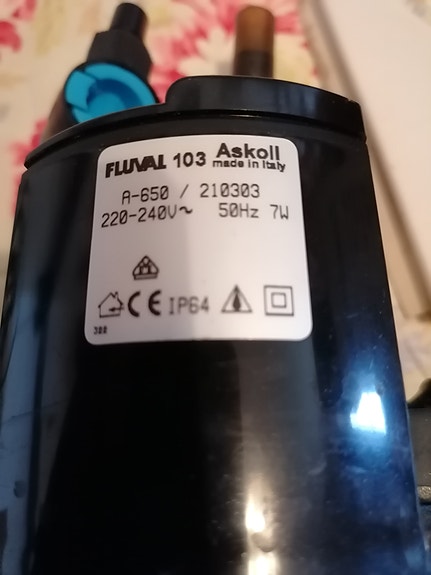 FLUVAL 103 Askoll
made in Italy
A-650 / 210303
220-240V~ 50Hz 7W
CE IP64
388